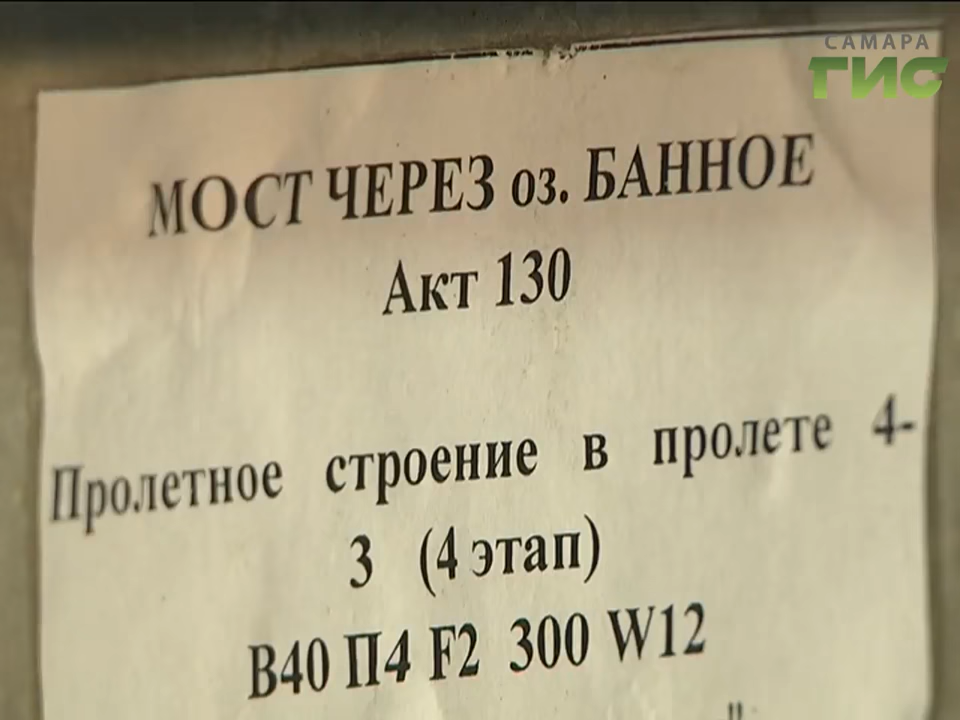 САМАРА
ГИС
МОСТ ЧЕРЕЗ оз. БАННОЕ
Акт 130
Пролетное строение в пролете 4-
3 (4 этап)
В40 П4 F2 300 W12